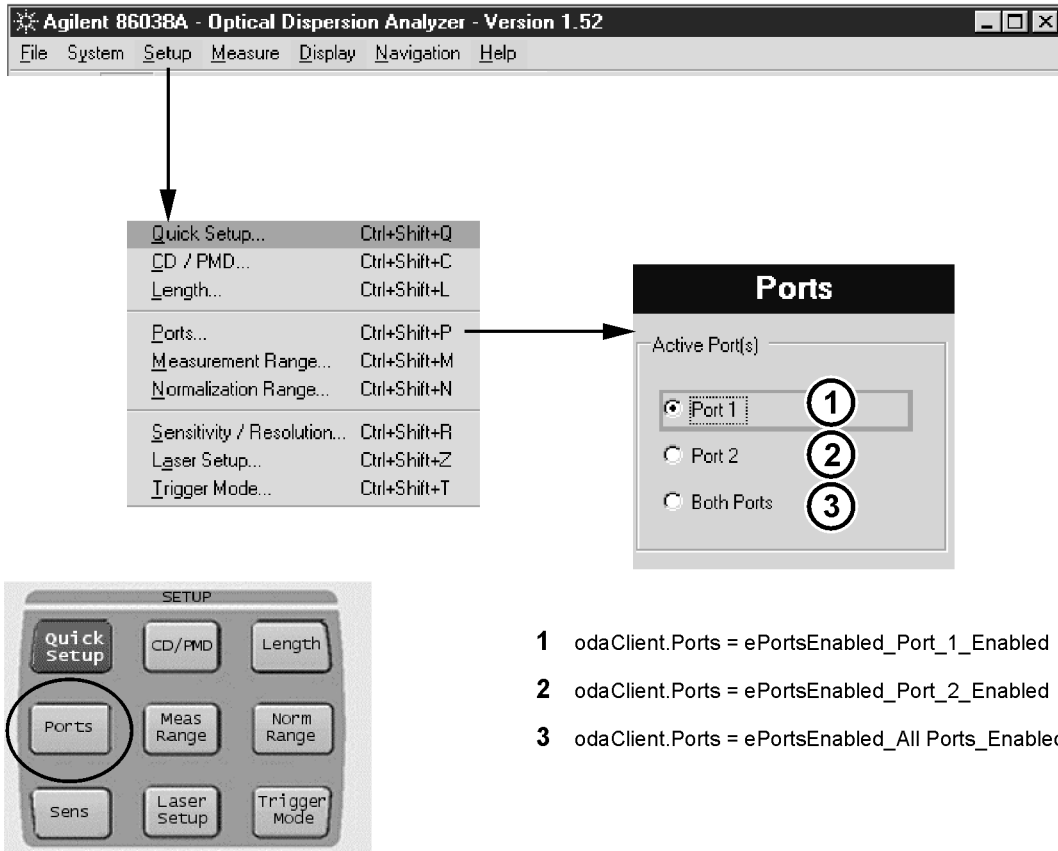 Agilent 86038A - Optical Dispersion Analyzer - Version 1.52
File System Setup Measure Display Navigation Help
Quick Setup... Ctrl+Shift+Q
CD / PMD... Ctrl+Shift+C
Length... Ctrl+Shift+L
Ports... Ctrl+Shift+P
Measurement Range... Ctrl+Shift+M
Normalization Range... Ctrl+Shift+N
Sensitivity / Resolution... Ctrl+Shift+R
Laser Setup... Ctrl+Shift+Z
Trigger Mode... Ctrl+Shift+T
Ports
Active Port(s)
Port 1 1
Port 2 2
Both Ports 3
SETUP
Quick Setup
CD/PMD
Length
Ports
Meas Range
Norm Range
Sens
Laser Setup
Trigger Mode
1 odaClient.Ports = ePortsEnabled_Port_1_Enabled
2 odaClient.Ports = ePortsEnabled_Port_2_Enabled
3 odaClient.Ports = ePortsEnabled_All Ports_Enabled